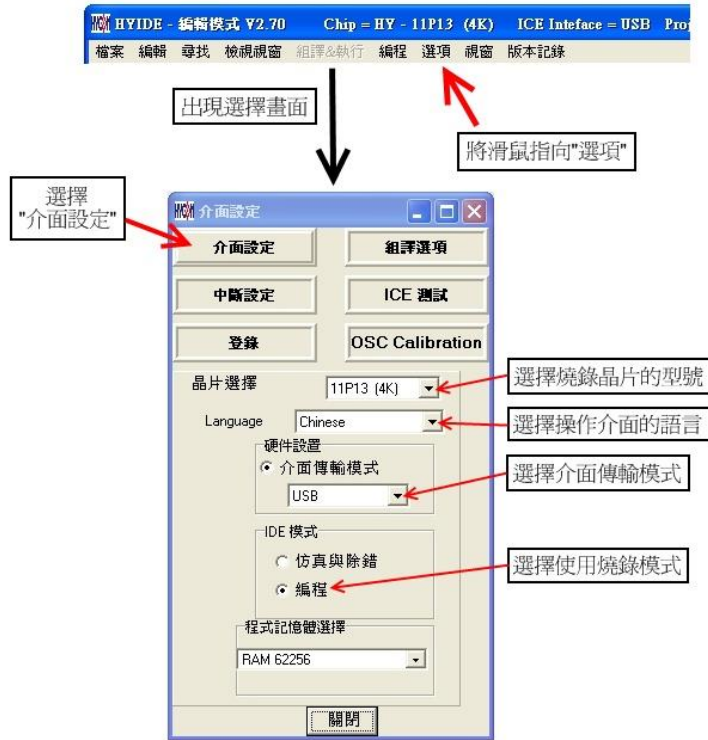 HYIDE - 編輯模式 V2.70 Chip = HY - 11P13 (4K) ICE Inteface = USB Proj
檔案 編輯 尋找 檢視視窗 組譯&執行 編程 選項 視窗 版本記錄
出現選擇畫面
將滑鼠指向"選項"
選擇
"介面設定"
介面設定
介面設定 組譯選項
中斷設定 ICE 測試
登錄 OSC Calibration
晶片選擇 11P13 (4K)
選擇燒錄晶片的型號
Language Chinese
選擇操作介面的語言
硬件設置
介面傳輸模式
選擇介面傳輸模式
USB
IDE 模式
仿真與除錯
編程
選擇使用燒錄模式
程式記憶體選擇
RAM 62256
關閉